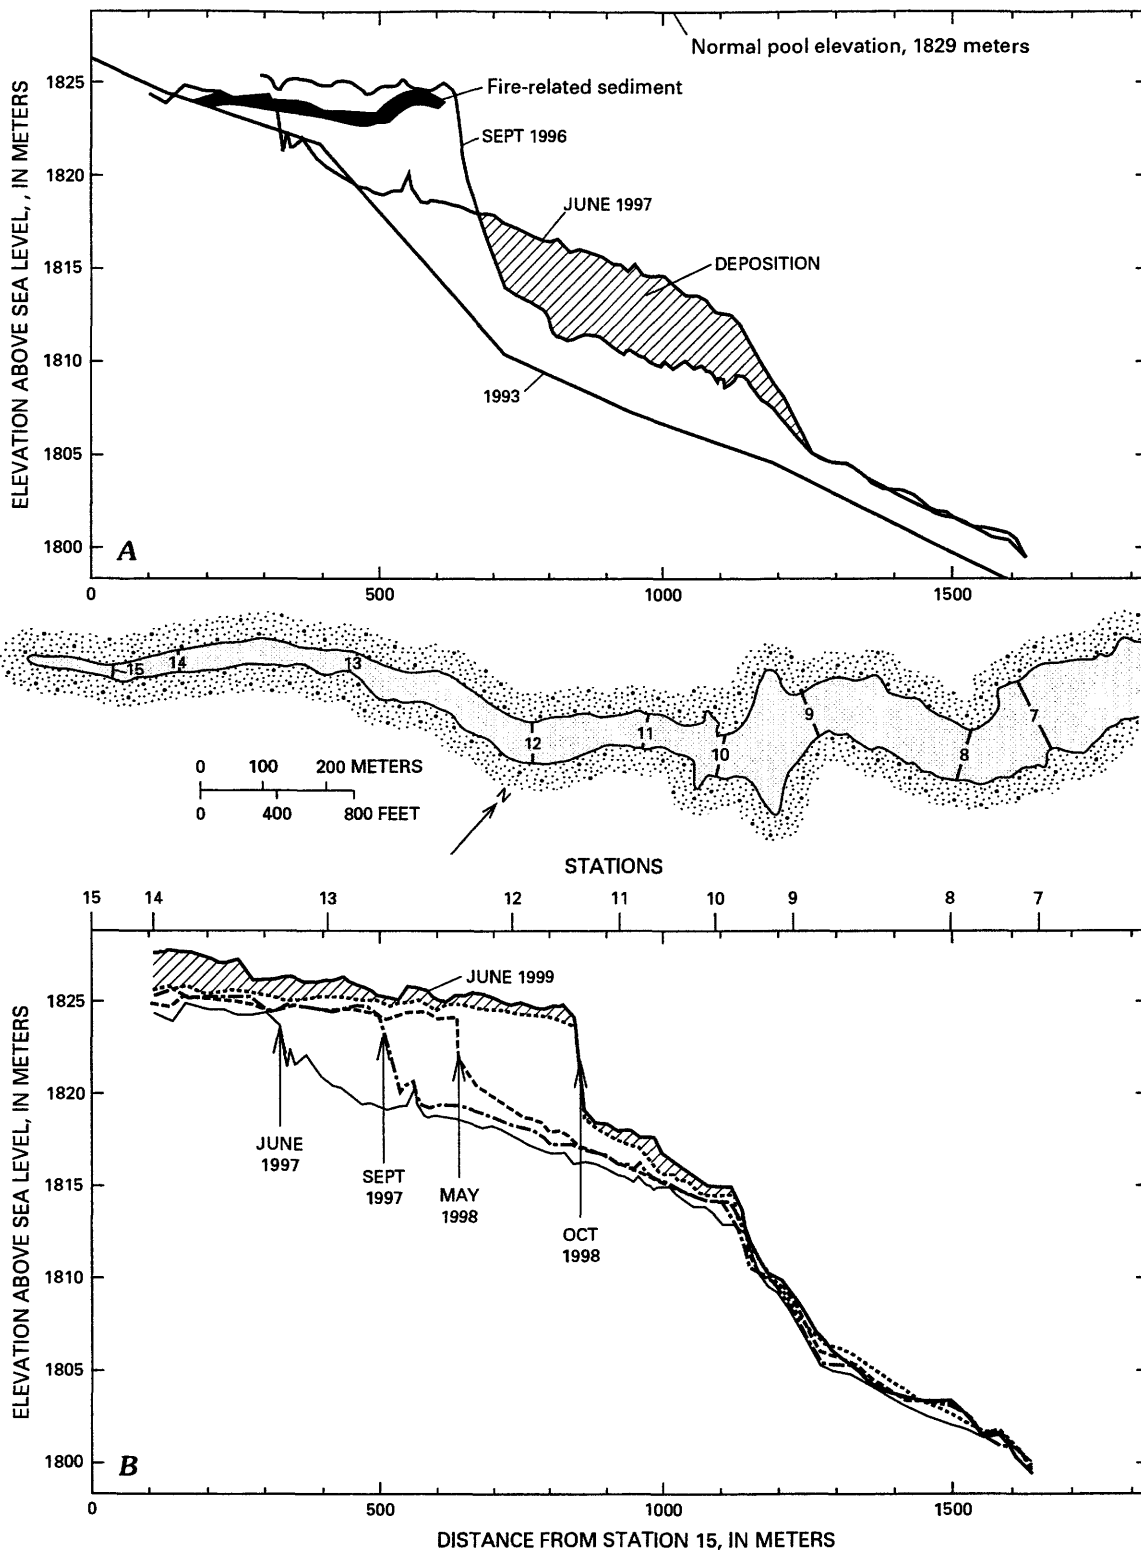 Normal pool elevation, 1829 meters
1825
Fire-related sediment
SEPT 1996
1820
JUNE 1997
1815
DEPOSITION
1810
1993
1805
1800
A
ELEVATION ABOVE SEA LEVEL, , IN METERS
0 500 1000 1500
15 14 13 12 11 10 9 8 7
0 100 200 METERS
0 400 800 FEET
N
STATIONS
15 14 13 12 11 10 9 8 7
JUNE 1999
1825
1820
JUNE
1997
SEPT
1997
MAY
1998
OCT
1998
1815
1810
1805
1800
B
ELEVATION ABOVE SEA LEVEL, IN METERS
0 500 1000 1500
DISTANCE FROM STATION 15, IN METERS